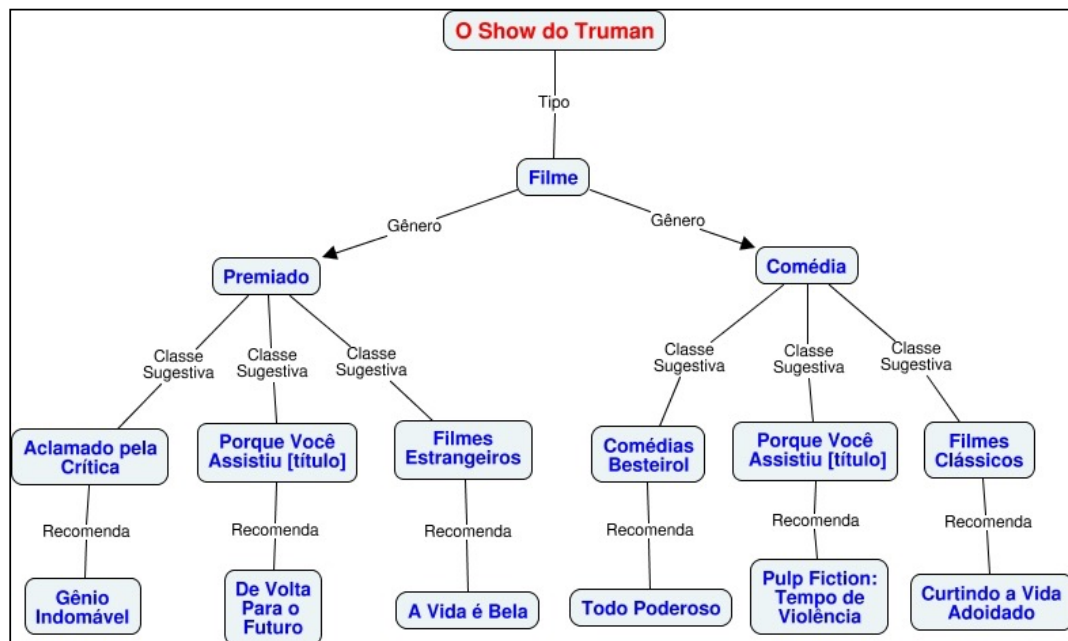 O Show do Truman
Tipo
Filme
Gênero
Gênero
Premiado
Comédia
Classe
Sugestiva
Classe
Sugestiva
Classe
Sugestiva
Classe
Sugestiva
Classe
Sugestiva
Classe
Sugestiva
Aclamado pela
Crítica
Porque Você
Assistiu [título]
Filmes
Estrangeiros
Comédias
Besteirol
Porque Você
Assistiu [título]
Filmes
Clássicos
Recomenda
Recomenda
Recomenda
Recomenda
Recomenda
Recomenda
Gênio
Indomável
De Volta
Para o
Futuro
A Vida é Bela
Todo Poderoso
Pulp Fiction:
Tempo de
Violência
Curtindo a Vida
Adoidado